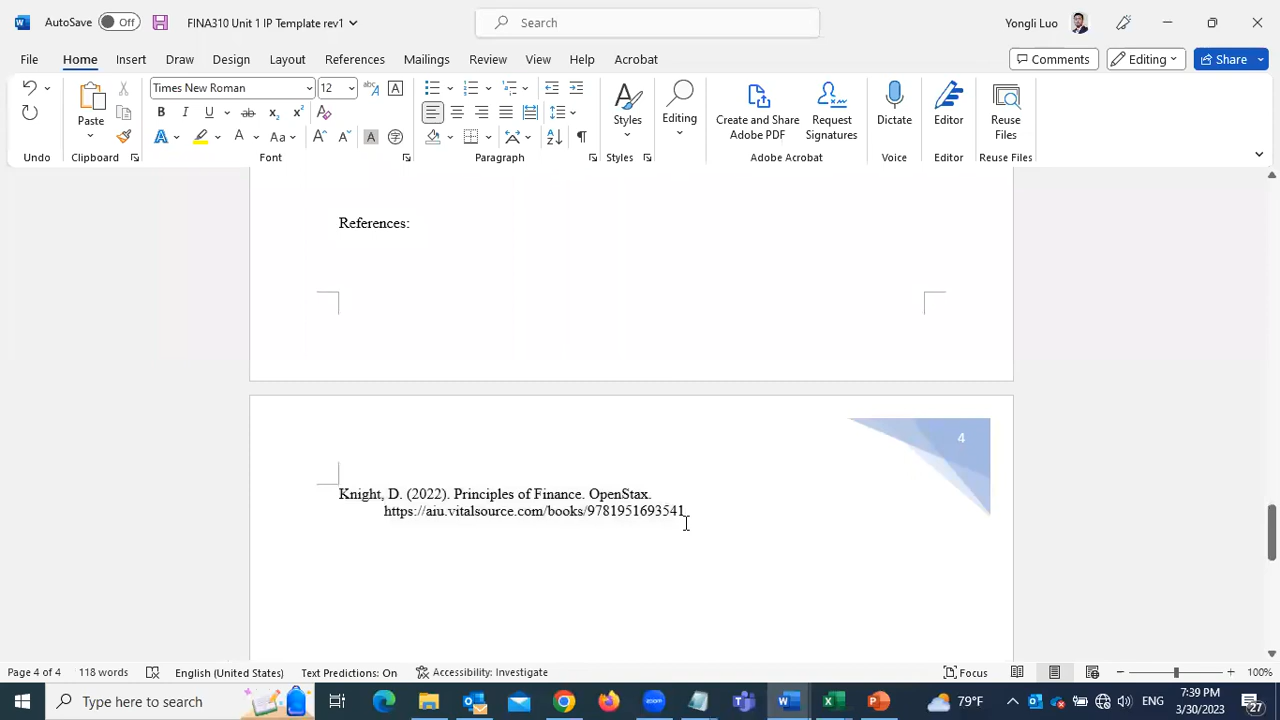 AutoSave Off FINA310 Unit 1 IP Template rev1 Search Yongli Luo
File Home Insert Draw Design Layout References Mailings Review View Help Acrobat Comments Editing Share
Times New Roman 12
Paste Styles Editing Create and Share Request Dictate Editor Reuse
Adobe PDF Signatures Files
Undo Clipboard Font Paragraph Styles Adobe Acrobat Voice Editor Reuse Files
References:
4
Knight, D. (2022). Principles of Finance. OpenStax.
https://aiu.vitalsource.com/books/9781951693541
Page 4 of 4 118 words English (United States) Text Predictions: On Accessibility: Investigate Focus 100%
Type here to search 79°F ENG 7:39 PM
3/30/2023 27